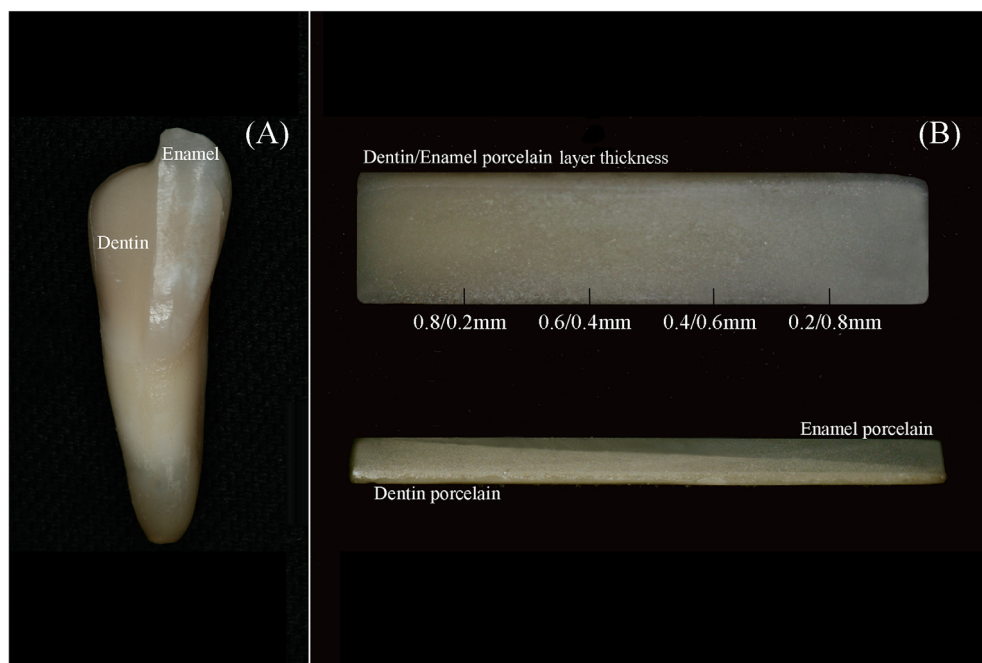 (A)
Enamel
Dentin
(B)
Dentin/Enamel porcelain layer thickness
0.8/0.2mm 0.6/0.4mm 0.4/0.6mm 0.2/0.8mm
Enamel porcelain
Dentin porcelain